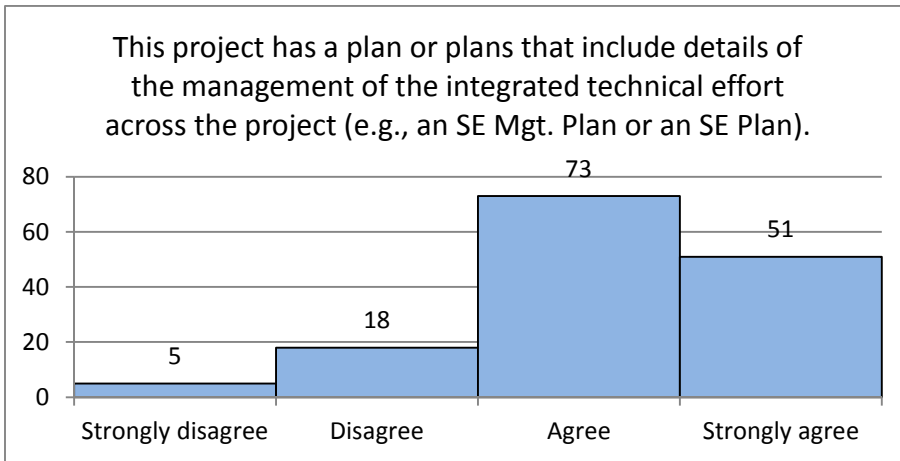 This project has a plan or plans that include details of
the management of the integrated technical effort
across the project (e.g., an SE Mgt. Plan or an SE Plan).
80
73
60
51
40
20
18
5
0
Strongly disagree Disagree Agree Strongly agree